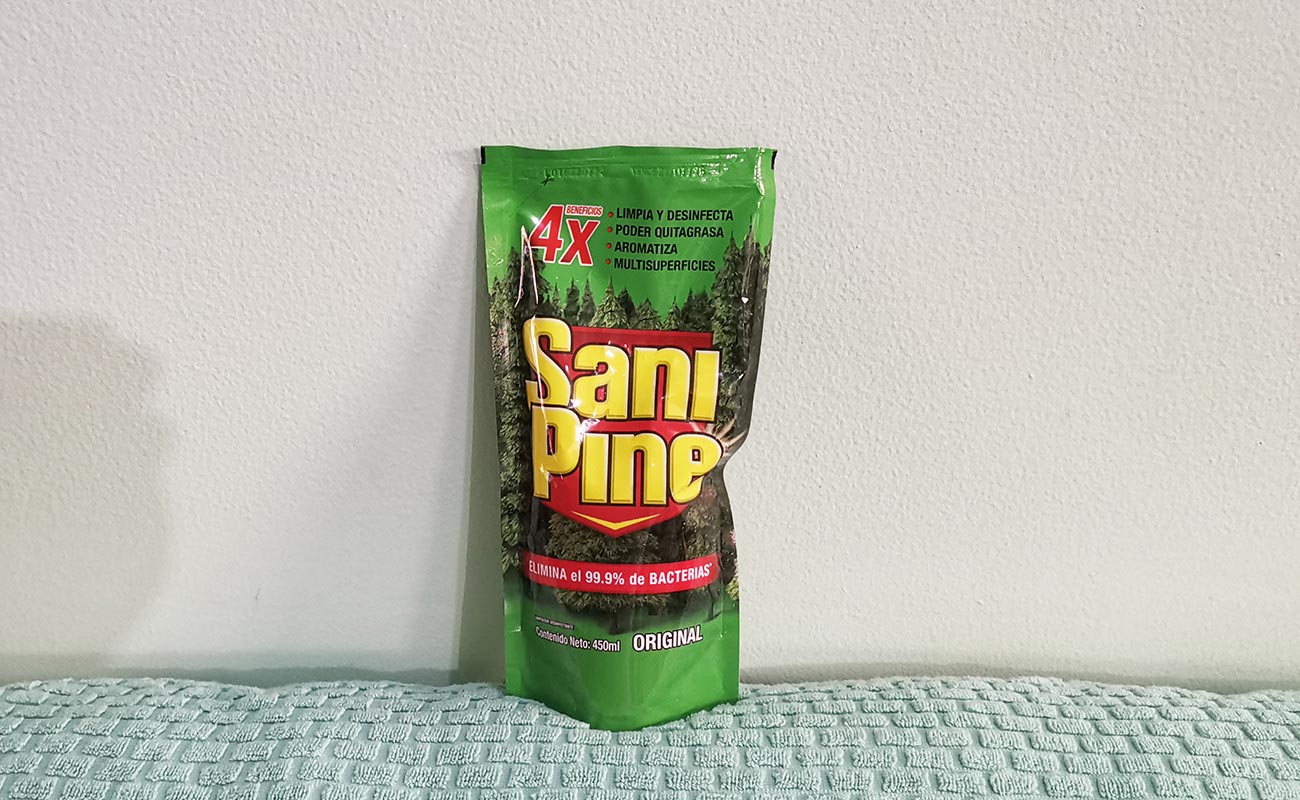 BENEFICIOS
4X
• LIMPIA Y DESINFECTA
• PODER QUITAGRASA
• AROMATIZA
• MULTISUPERFICIES
Sani
Pine
ELIMINA el 99.9% de BACTERIAS*
Contenido Neto: 450ml ORIGINAL